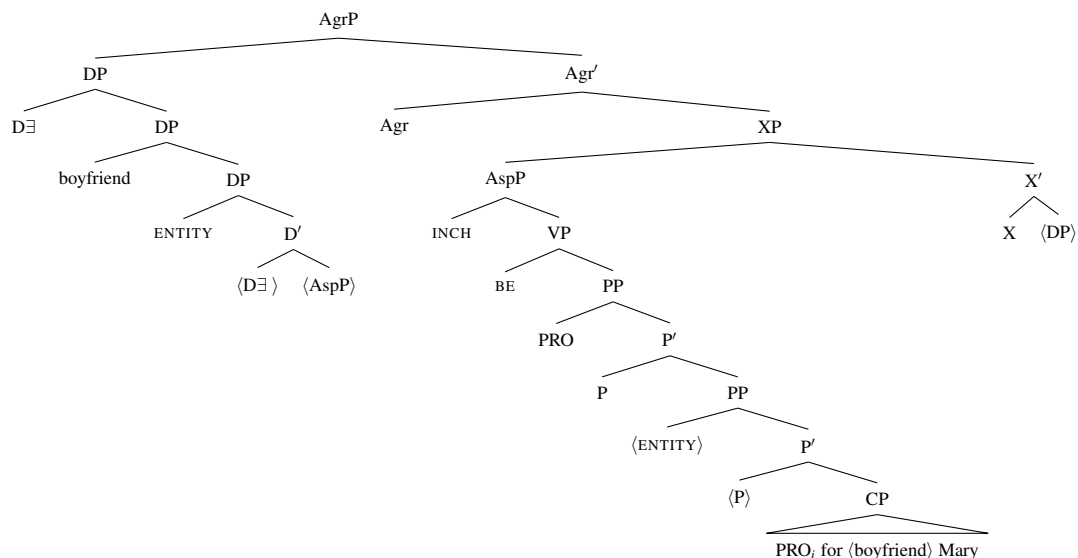 AgrP
DP Agr′
D∃ DP Agr XP
boyfriend DP AspP X′
ENTITY D′ INCH VP X ⟨DP⟩
⟨D∃ ⟩ ⟨AspP⟩ BE PP
PRO P′
P PP
⟨ENTITY⟩ P′
⟨P⟩ CP
PROᵢ for ⟨boyfriend⟩ Mary